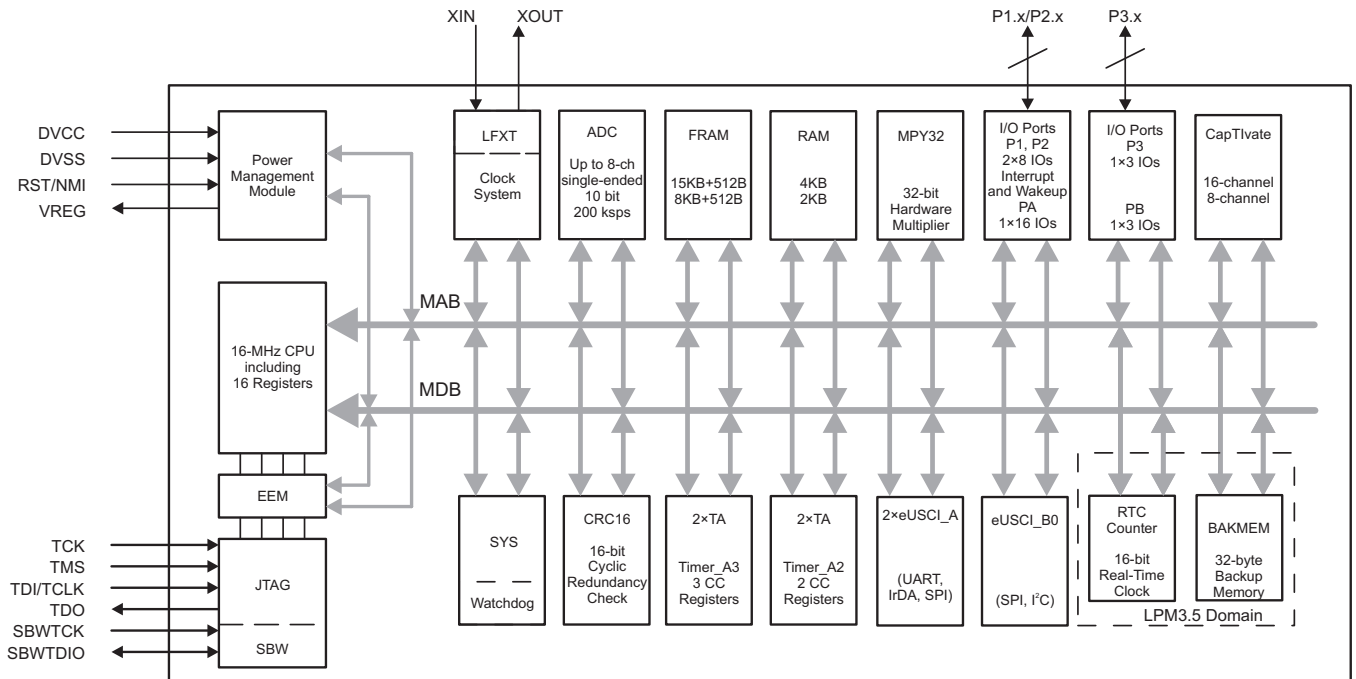 XIN
XOUT
P1.x/P2.x
P3.x
DVCC
DVSS
RST/NMI
VREG
Power
Management
Module
LFXT
Clock
System
ADC
Up to 8-ch
single-ended
10 bit
200 ksps
FRAM
15KB+512B
8KB+512B
RAM
4KB
2KB
MPY32
32-bit
Hardware
Multiplier
I/O Ports
P1, P2
2×8 IOs
Interrupt
and Wakeup
PA
1×16 IOs
I/O Ports
P3
1×3 IOs
PB
1×3 IOs
CapTIvate
16-channel
8-channel
MAB
16-MHz CPU
including
16 Registers
MDB
EEM
TCK
TMS
TDI/TCLK
TDO
SBWTCK
SBWTDIO
JTAG
SBW
SYS
Watchdog
CRC16
16-bit
Cyclic
Redundancy
Check
2×TA
Timer_A3
3 CC
Registers
2×TA
Timer_A2
2 CC
Registers
2×eUSCI_A
(UART,
IrDA, SPI)
eUSCI_B0
(SPI, I²C)
RTC
Counter
16-bit
Real-Time
Clock
BAKMEM
32-byte
Backup
Memory
LPM3.5 Domain